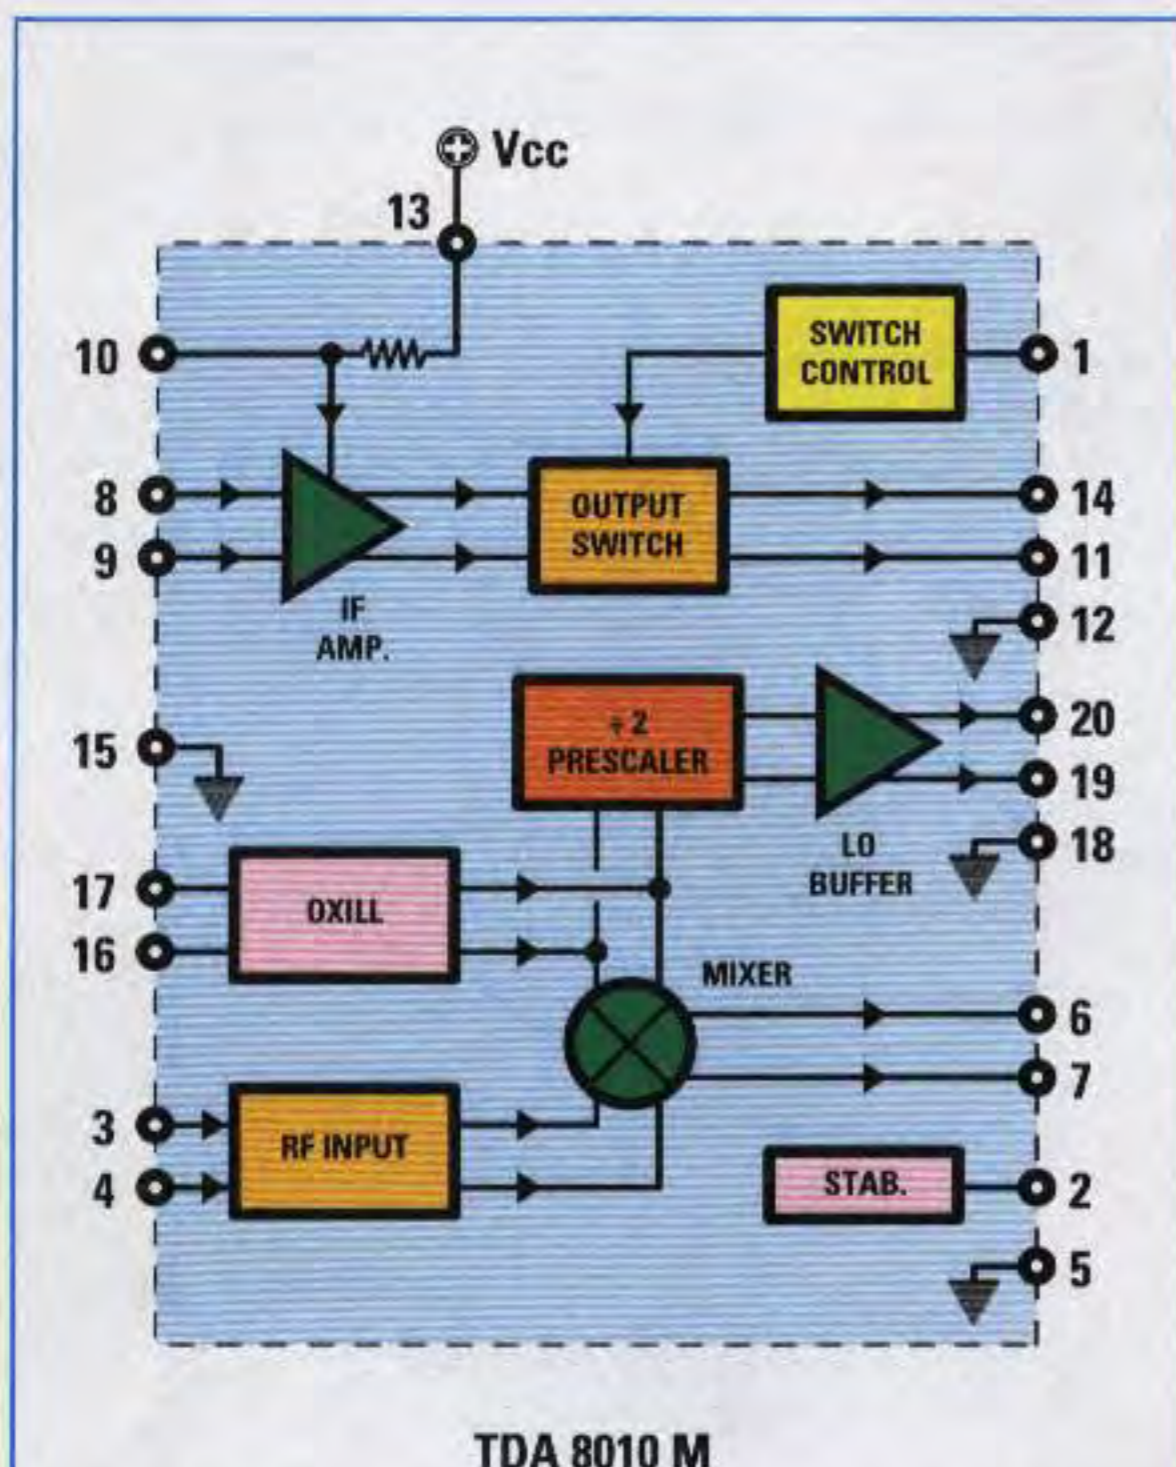 Vcc
13
10
SWITCH
CONTROL
1
8
OUTPUT
SWITCH
14
9
11
IF
AMP.
12
÷ 2
PRESCALER
20
15
19
LO
BUFFER
18
17
OXILL
16
MIXER
6
7
3
RF INPUT
4
STAB.
2
5
TDA 8010 M